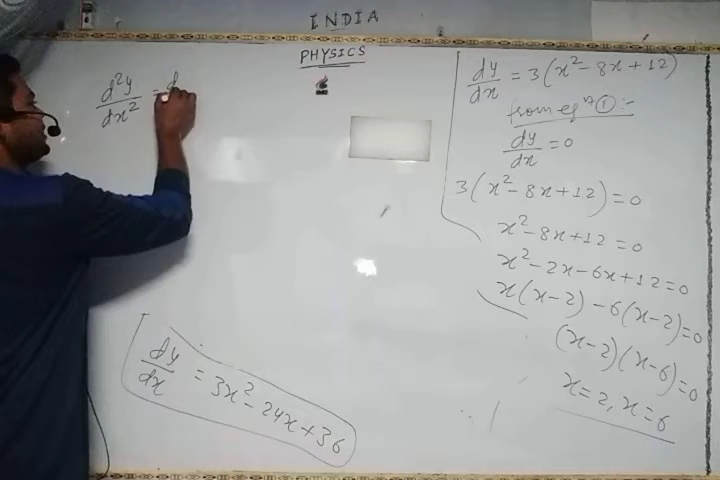 INDIA
PHYSICS
d²y/dx² = d
dy/dx = 3x² - 24x + 36
dy/dx = 3(x² - 8x + 12)
from eqⁿ ① :-
dy/dx = 0
3(x² - 8x + 12) = 0
x² - 8x + 12 = 0
x² - 2x - 6x + 12 = 0
x(x - 2) - 6(x - 2) = 0
(x - 2)(x - 6) = 0
x = 2, x = 6